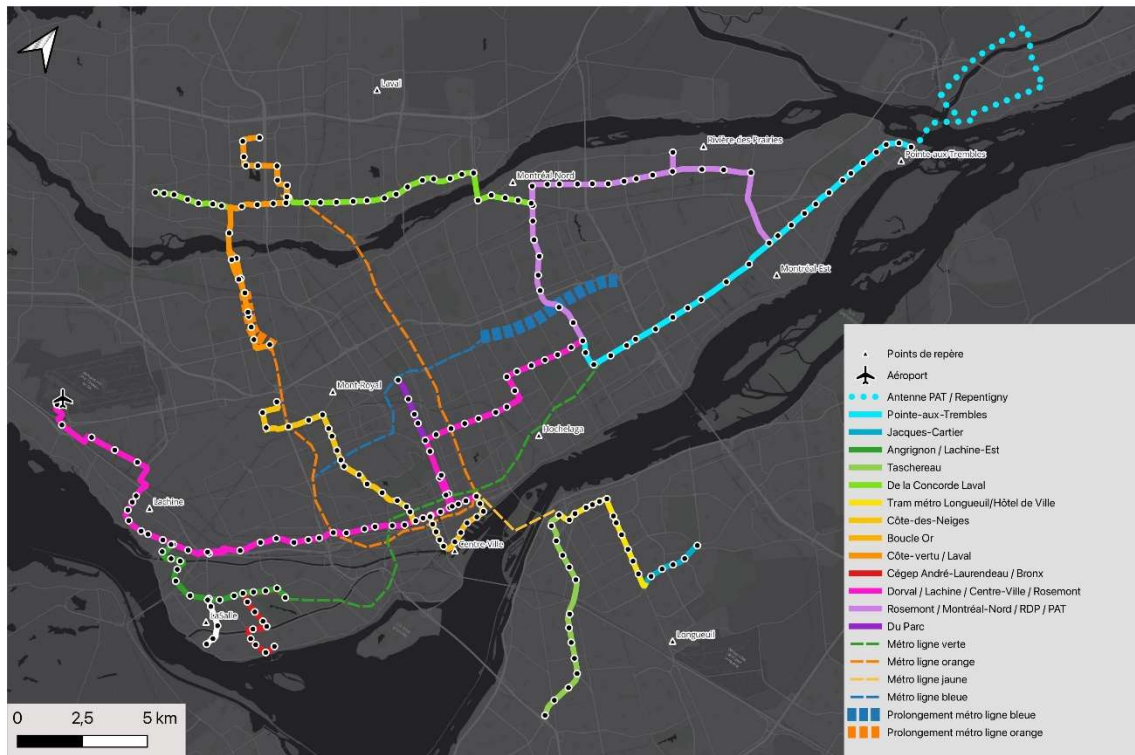 Laval
Rivière-des-Prairies
Pointe-aux-Trembles
Montréal-Nord
Montréal-Est
Mont-Royal
Hochelaga
Lachine
Centre-Ville
LaSalle
Longueuil
Points de repère
Aéroport
Antenne PAT / Repentigny
Pointe-aux-Trembles
Jacques-Cartier
Angrignon / Lachine-Est
Taschereau
De la Concorde Laval
Tram métro Longueuil/Hôtel de Ville
Côte-des-Neiges
Boucle Or
Côte-vertu / Laval
Cégep André-Laurendeau / Bronx
Dorval / Lachine / Centre-Ville / Rosemont
Rosemont / Montréal-Nord / RDP / PAT
Du Parc
Métro ligne verte
Métro ligne orange
Métro ligne jaune
Métro ligne bleue
Prolongement métro ligne bleue
Prolongement métro ligne orange
0 2,5 5 km